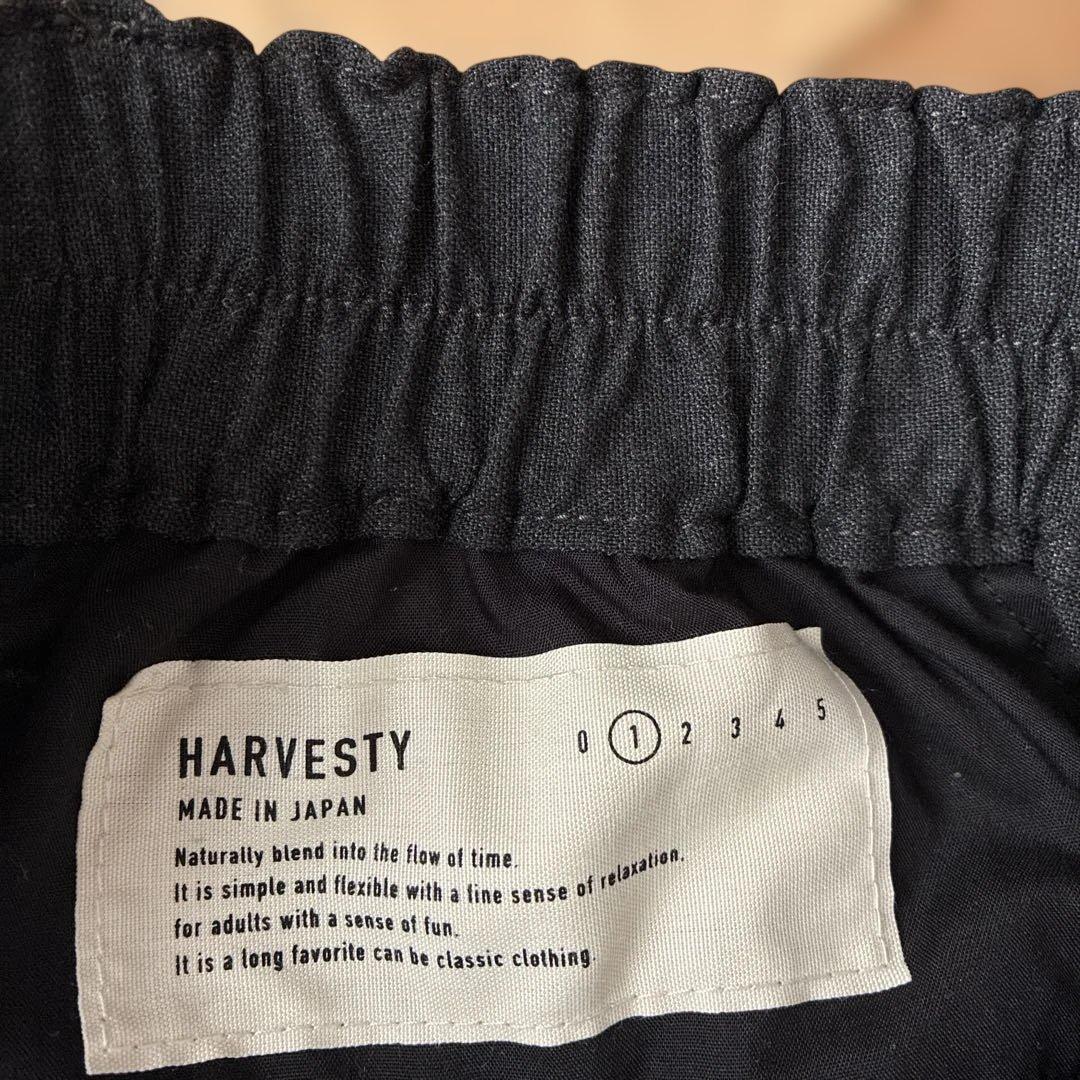 HARVESTY
0 1 2 3 4 5
MADE IN JAPAN
Naturally blend into the flow of time.
It is simple and flexible with a fine sense of relaxation.
for adults with a sense of fun.
It is a long favorite can be classic clothing.